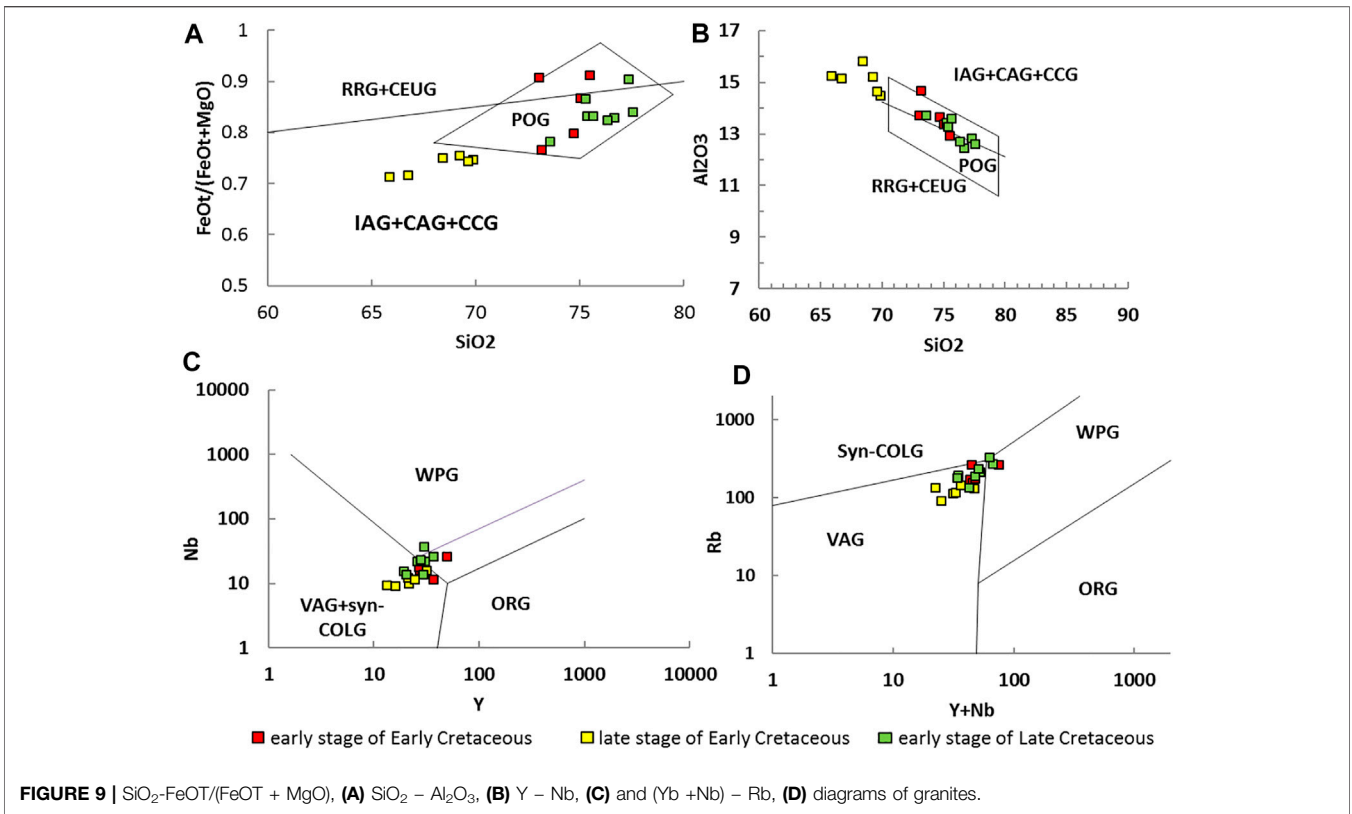 A
FeOt/(FeOt+MgO)
1
0.9
0.8
0.7
0.6
0.5
RRG+CEUG
POG
IAG+CAG+CCG
60 65 70 75 80
SiO2
B
Al2O3
17
15
13
11
9
7
IAG+CAG+CCG
POG
RRG+CEUG
60 65 70 75 80 85 90
SiO2
C
Nb
10000
1000
100
10
1
WPG
VAG+syn-
COLG
ORG
1 10 100 1000 10000
Y
D
Rb
1000
100
10
1
Syn-COLG
WPG
VAG
ORG
1 10 100 1000
Y+Nb
early stage of Early Cretaceous late stage of Early Cretaceous early stage of Late Cretaceous
FIGURE 9 | SiO₂-FeOT/(FeOT + MgO), (A) SiO₂ – Al₂O₃, (B) Y – Nb, (C) and (Yb +Nb) – Rb, (D) diagrams of granites.